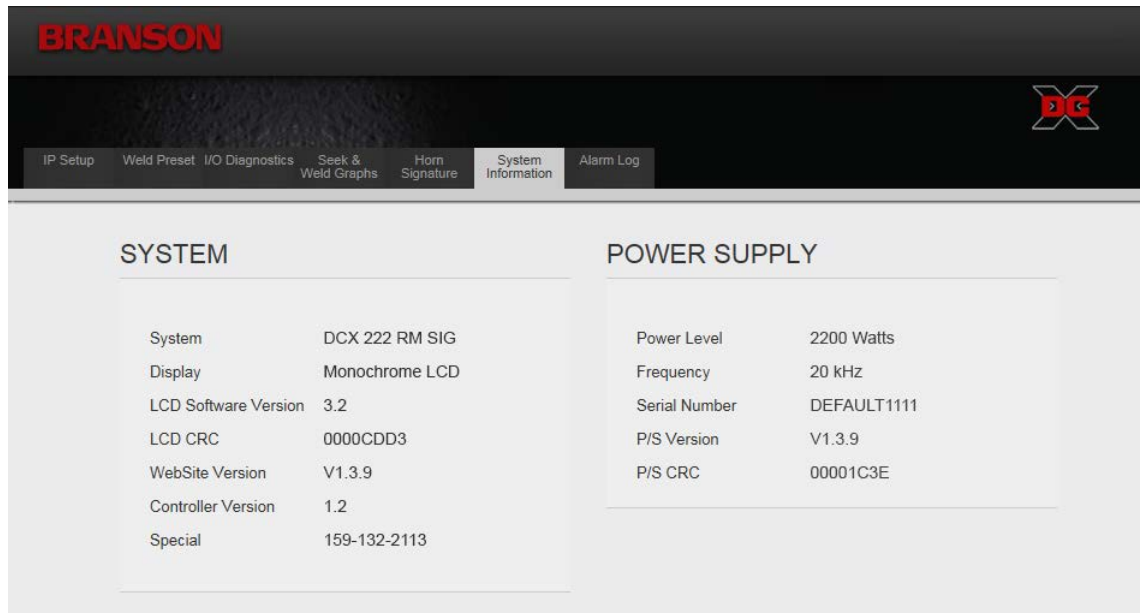 BRANSON
DCX
IP Setup
Weld Preset
I/O Diagnostics
Seek &
Weld Graphs
Horn
Signature
System
Information
Alarm Log
SYSTEM
System DCX 222 RM SIG
Display Monochrome LCD
LCD Software Version 3.2
LCD CRC 0000CDD3
WebSite Version V1.3.9
Controller Version 1.2
Special 159-132-2113
POWER SUPPLY
Power Level 2200 Watts
Frequency 20 kHz
Serial Number DEFAULT1111
P/S Version V1.3.9
P/S CRC 00001C3E